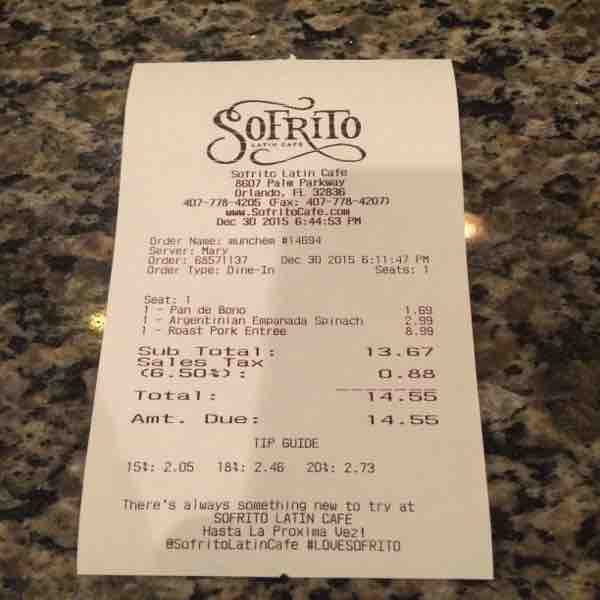 SOFRITO
LATIN CAFE
Sofrito Latin Cafe
8607 Palm Parkway
Orlando, FL 32836
407-778-4205 (Fax: 407-778-4207)
www.SofritoCafe.com
Dec 30 2015 6:44:53 PM
Order Name: munchem #14694
Server: Mary
Order: 68571137 Dec 30 2015 6:11:47 PM
Order Type: Dine-In Seats: 1
Seat: 1
1 - Pan de Bono 1.69
1 - Argentinian Empanada Spinach 2.99
1 - Roast Pork Entree 8.99
Sub Total: 13.67
Sales Tax
(6.50%): 0.88
Total: 14.55
Amt. Due: 14.55
TIP GUIDE
15%: 2.05 18%: 2.46 20%: 2.73
There's always something new to try at
SOFRITO LATIN CAFE
Hasta La Proxima Vez!
@SofritoLatinCafe #LOVESOFRITO